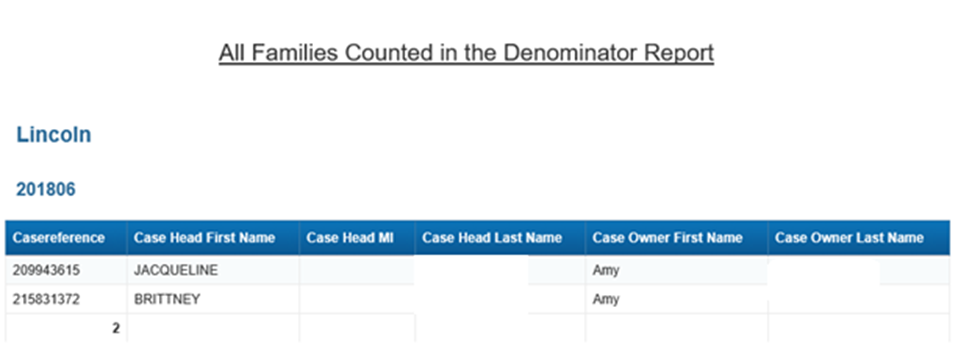 All Families Counted in the Denominator Report
Lincoln
201806
Casereference Case Head First Name Case Head MI Case Head Last Name Case Owner First Name Case Owner Last Name
209943615 JACQUELINE Amy
215831372 BRITTNEY Amy
2